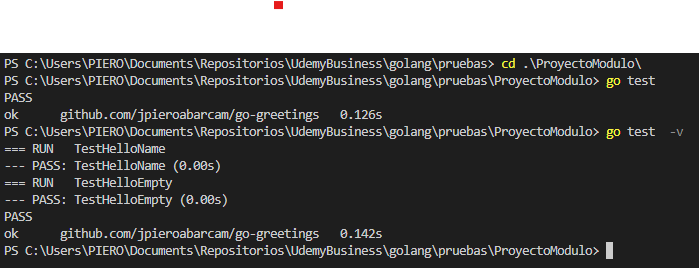 PS C:\Users\PIERO\Documents\Repositorios\UdemyBusiness\golang\pruebas> cd .\ProyectoModulo\
PS C:\Users\PIERO\Documents\Repositorios\UdemyBusiness\golang\pruebas\ProyectoModulo> go test
PASS
ok      github.com/jpieroabarcam/go-greetings   0.126s
PS C:\Users\PIERO\Documents\Repositorios\UdemyBusiness\golang\pruebas\ProyectoModulo> go test  -v
=== RUN   TestHelloName
--- PASS: TestHelloName (0.00s)
=== RUN   TestHelloEmpty
--- PASS: TestHelloEmpty (0.00s)
PASS
ok      github.com/jpieroabarcam/go-greetings   0.142s
PS C:\Users\PIERO\Documents\Repositorios\UdemyBusiness\golang\pruebas\ProyectoModulo>